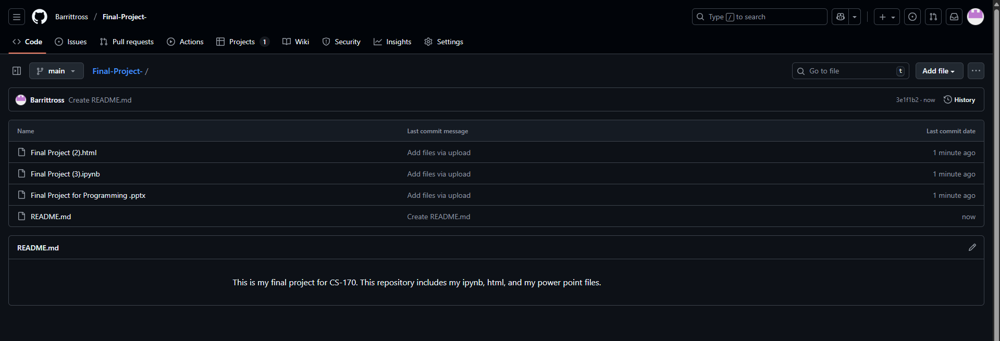 Barrittross / Final-Project-
Type / to search
Code Issues Pull requests Actions Projects 1 Wiki Security Insights Settings
main Final-Project- /
Go to file t Add file
Barrittross Create README.md 3e1f1b2 · now History
Name Last commit message Last commit date
Final Project (2).html Add files via upload 1 minute ago
Final Project (3).ipynb Add files via upload 1 minute ago
Final Project for Programming .pptx Add files via upload 1 minute ago
README.md Create README.md now
README.md
This is my final project for CS-170. This repository includes my ipynb, html, and my power point files.